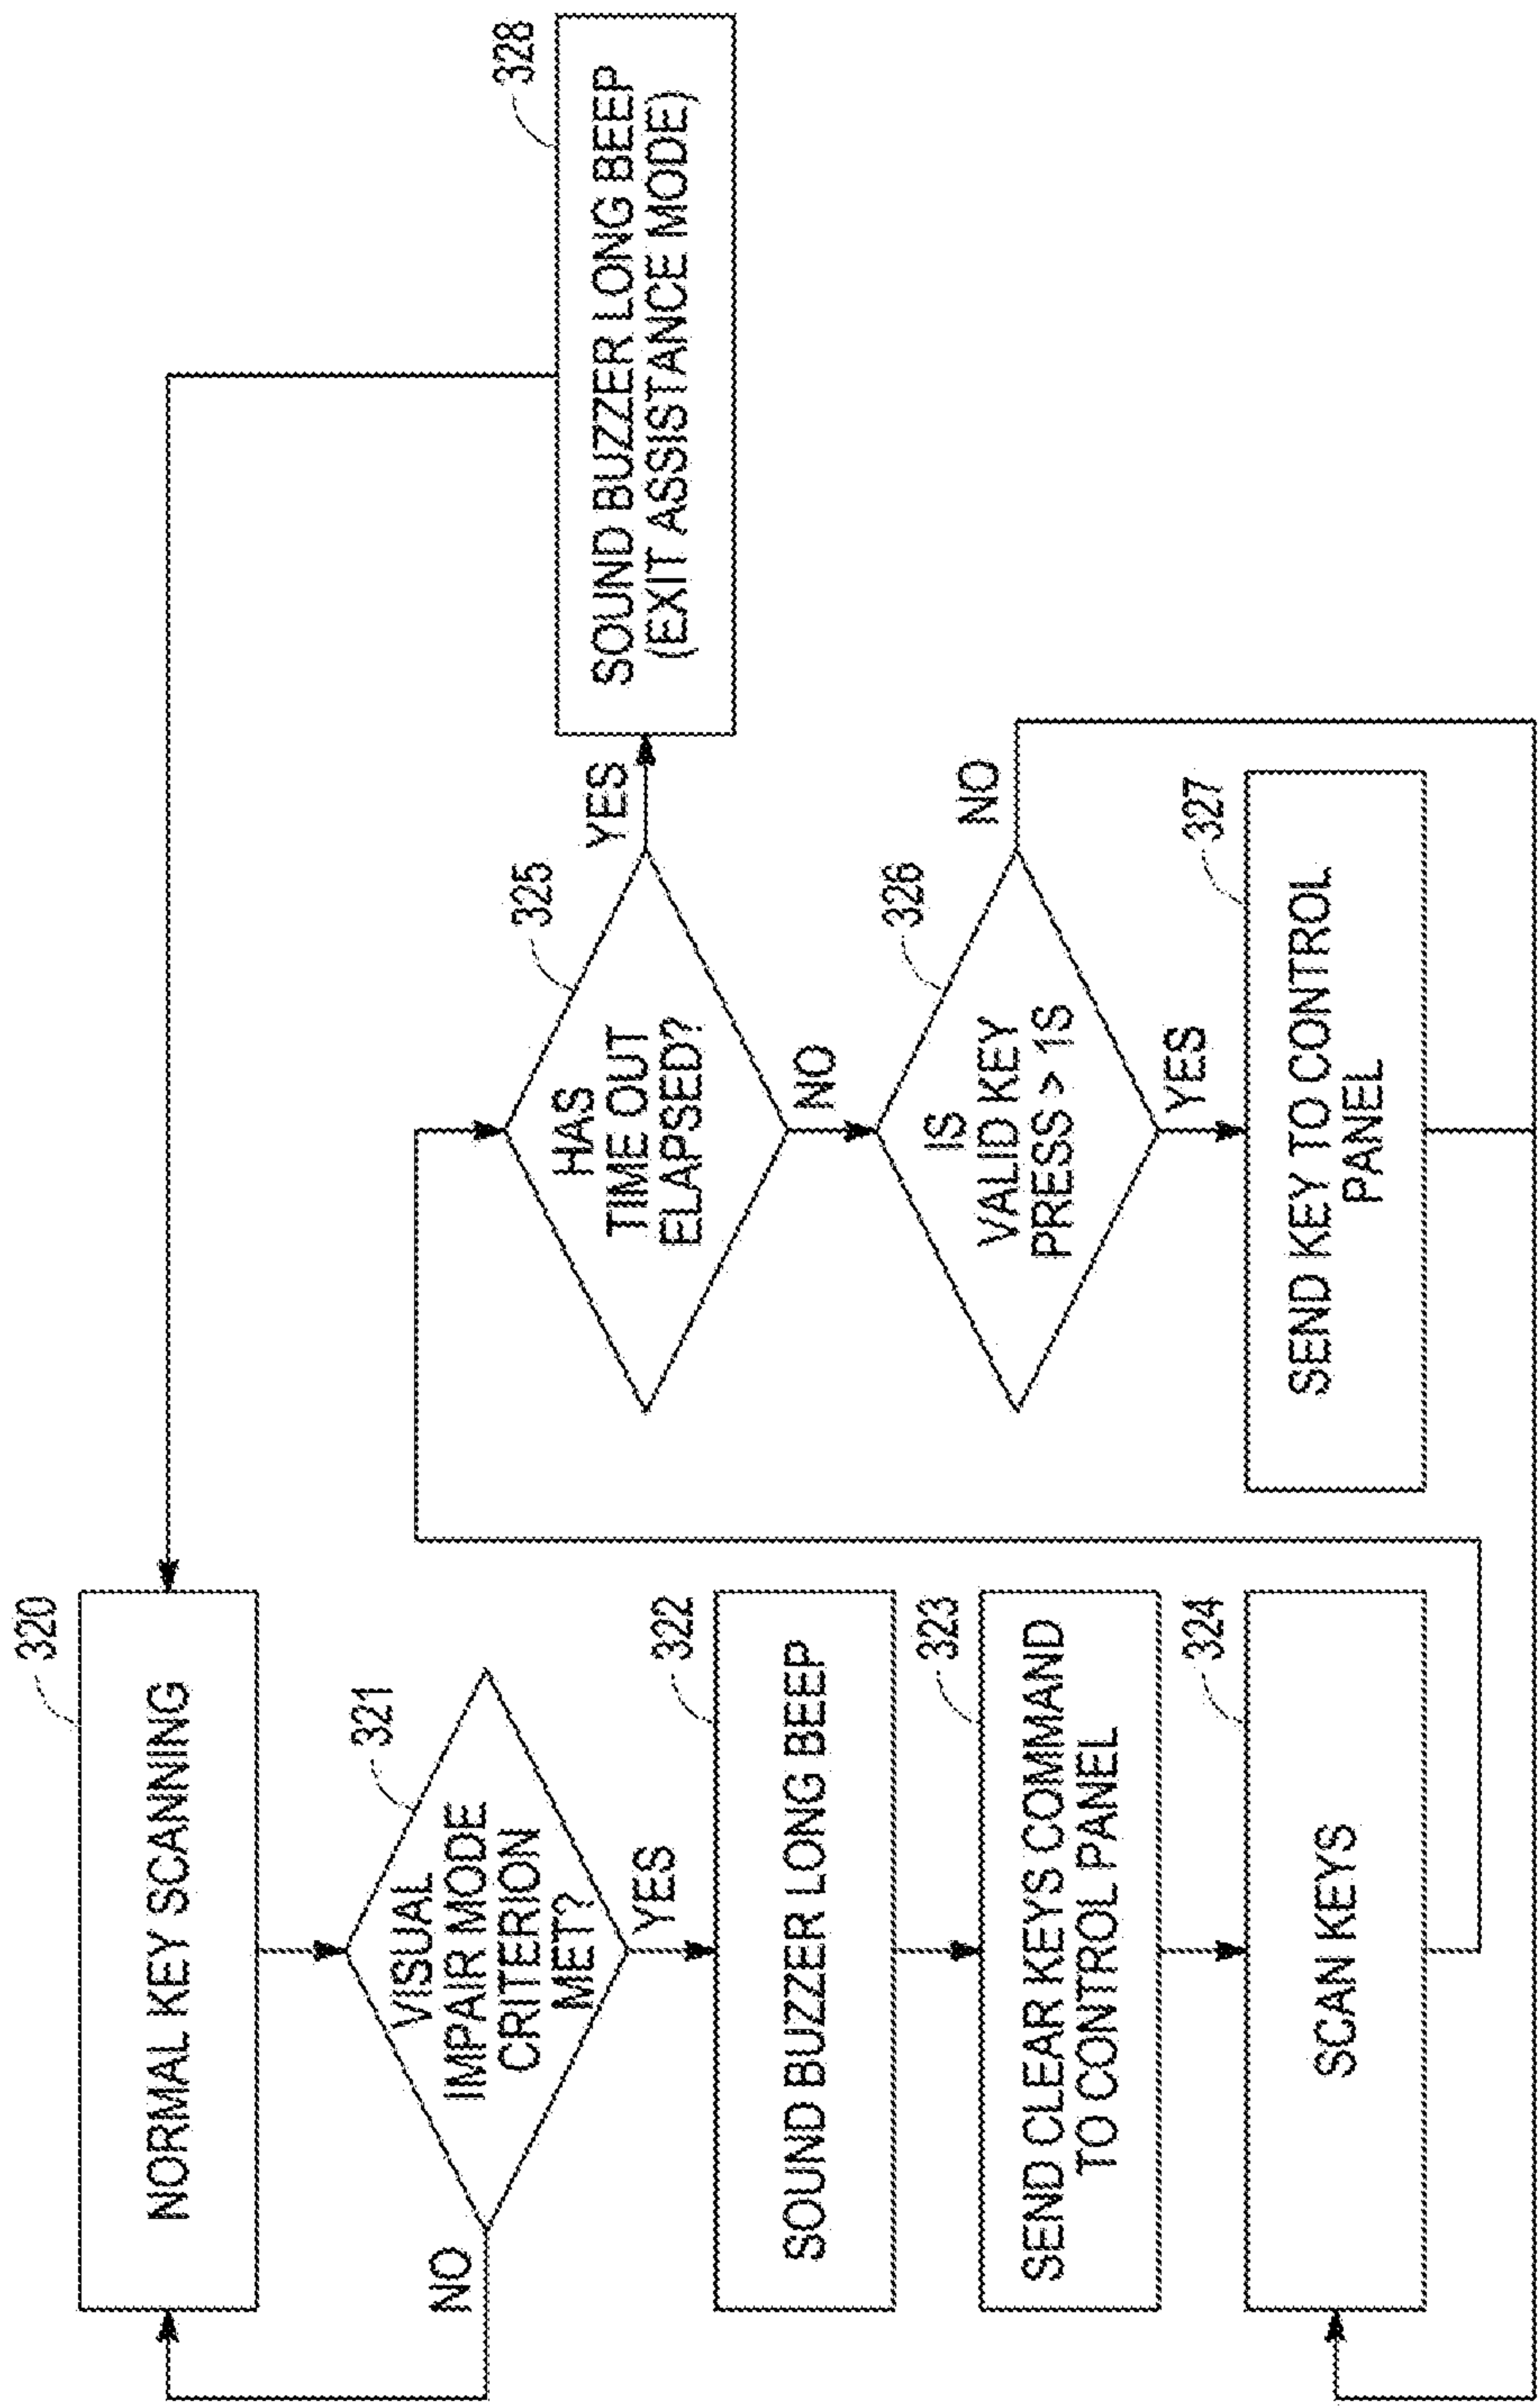 320
NORMAL KEY SCANNING
321
VISUAL
IMPAIR MODE
CRITERION
MET?
NO
YES
322
SOUND BUZZER LONG BEEP
323
SEND CLEAR KEYS COMMAND
TO CONTROL PANEL
324
SCAN KEYS
325
HAS
TIME OUT
ELAPSED?
YES
NO
326
IS
VALID KEY
PRESS > 1S
NO
YES
327
SEND KEY TO CONTROL
PANEL
328
SOUND BUZZER LONG BEEP
(EXIT ASSISTANCE MODE)